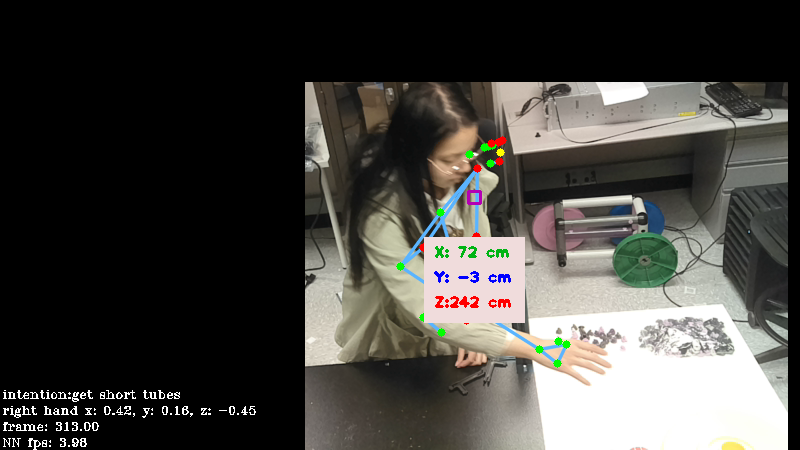 X: 72 cm
Y: -3 cm
Z:242 cm
intention:get short tubes
right hand x: 0.42, y: 0.16, z: -0.45
frame: 313.00
NN fps: 3.98